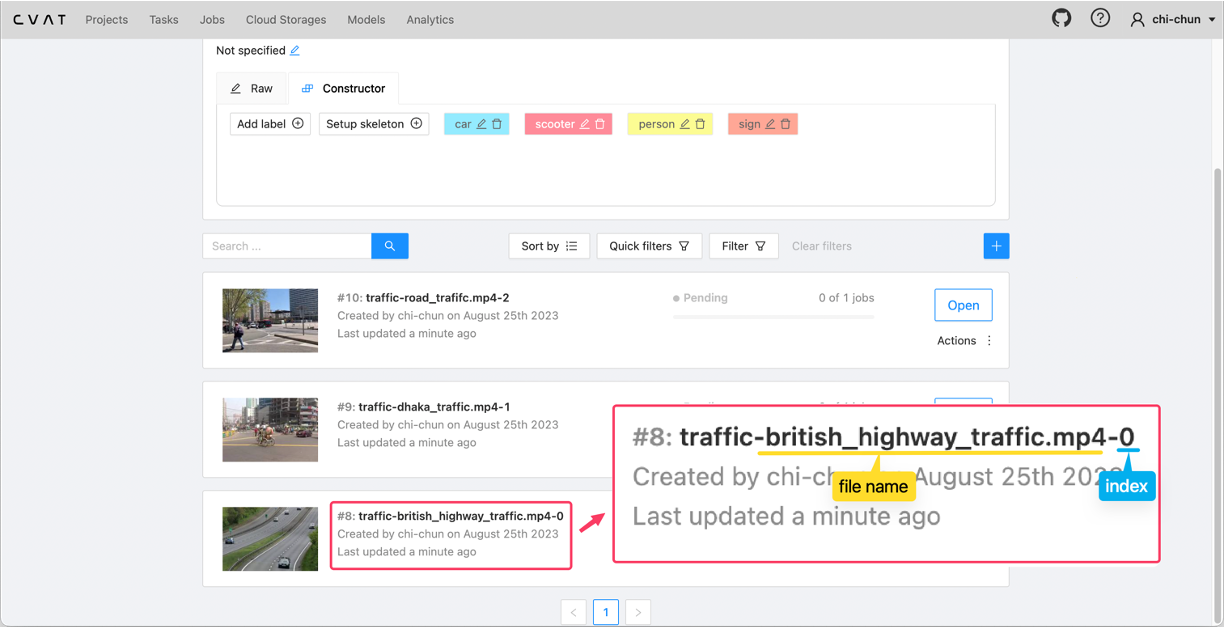 CVAT Projects Tasks Jobs Cloud Storages Models Analytics chi-chun
Not specified
Raw Constructor
Add label Setup skeleton car scooter person sign
Search ... Sort by Quick filters Filter Clear filters
#10: traffic-road_trafifc.mp4-2 Pending 0 of 1 jobs Open
Created by chi-chun on August 25th 2023
Last updated a minute ago Actions
#9: traffic-dhaka_traffic.mp4-1
Created by chi-chun on August 25th 2023
Last updated a minute ago
#8: traffic-british_highway_traffic.mp4-0
Created by chi-chun on August 25th 2023
Last updated a minute ago
#8: traffic-british_highway_traffic.mp4-0
Created by chi-ch August 25th 202
file name index
Last updated a minute ago
1